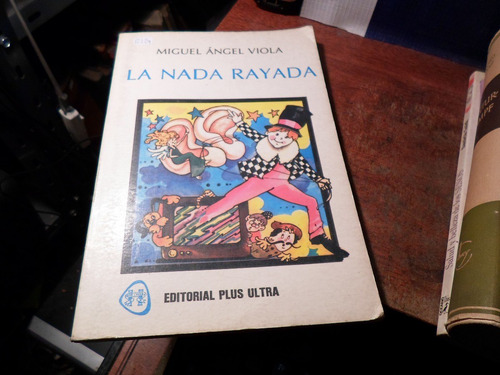 MIGUEL ÁNGEL VIOLA
LA NADA RAYADA
EDITORIAL PLUS ULTRA